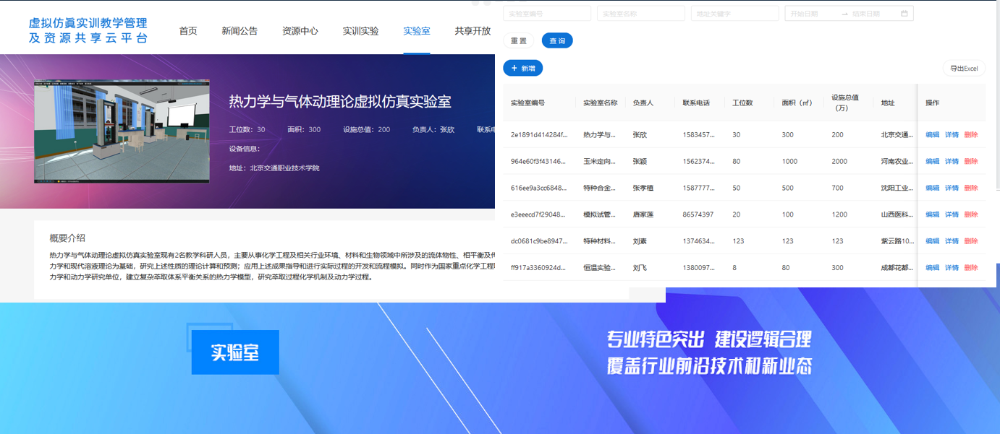 虚拟仿真实训教学管理
及资源共享云平台
首页
新闻公告
资源中心
实训实验
实验室
共享开放
热力学与气体动理论虚拟仿真实验室
工位数：30 面积：300 设施总值：200 负责人：张欣 联系电
设备信息：
地址：北京交通职业技术学院
概要介绍
热力学与气体动理论虚拟仿真实验室现有2名教学科研人员，主要从事化学工程及相关行业环境、材料和生物领域中所涉及的流体物性、相平衡及传
力学和现代溶液理论为基础，研究上述性质的理论计算和预测；应用上述成果指导和进行实际过程的开发和流程模拟。同时作为国家重点化学工程
力学和动力学研究单位，建立复杂萃取体系平衡关系的热力学模型，研究萃取过程化学机制及动力学过程。
实验室编号 实验室名称 地址关键字 开始日期 → 结束日期
重置 查询
+ 新增 导出Excel
实验室编号 实验室名称 负责人 联系电话 工位数 面积（㎡） 设施总值（万） 地址 操作
2e1891d414284f... 热力学与... 张欣 1583457... 30 300 200 北京交通... 编辑 详情 删除
964e60f3f43146... 玉米定向... 张颖 1562374... 80 1000 2000 河南农业... 编辑 详情 删除
616ee9a3cc6848... 特种合金... 张孝植 1587777... 50 500 700 沈阳工业... 编辑 详情 删除
e3eeecd7f29048... 模拟试管... 唐家莲 86574397 20 100 1200 山西医科... 编辑 详情 删除
dc0681c9be8947... 特种材料... 刘素 1374634... 123 123 123 紫云路10... 编辑 详情 删除
ff917a3360924d... 恒温实验... 刘飞 1380097... 8 80 300 成都花都... 编辑 详情 删除
实验室
专业特色突出 建设逻辑合理
覆盖行业前沿技术和新业态